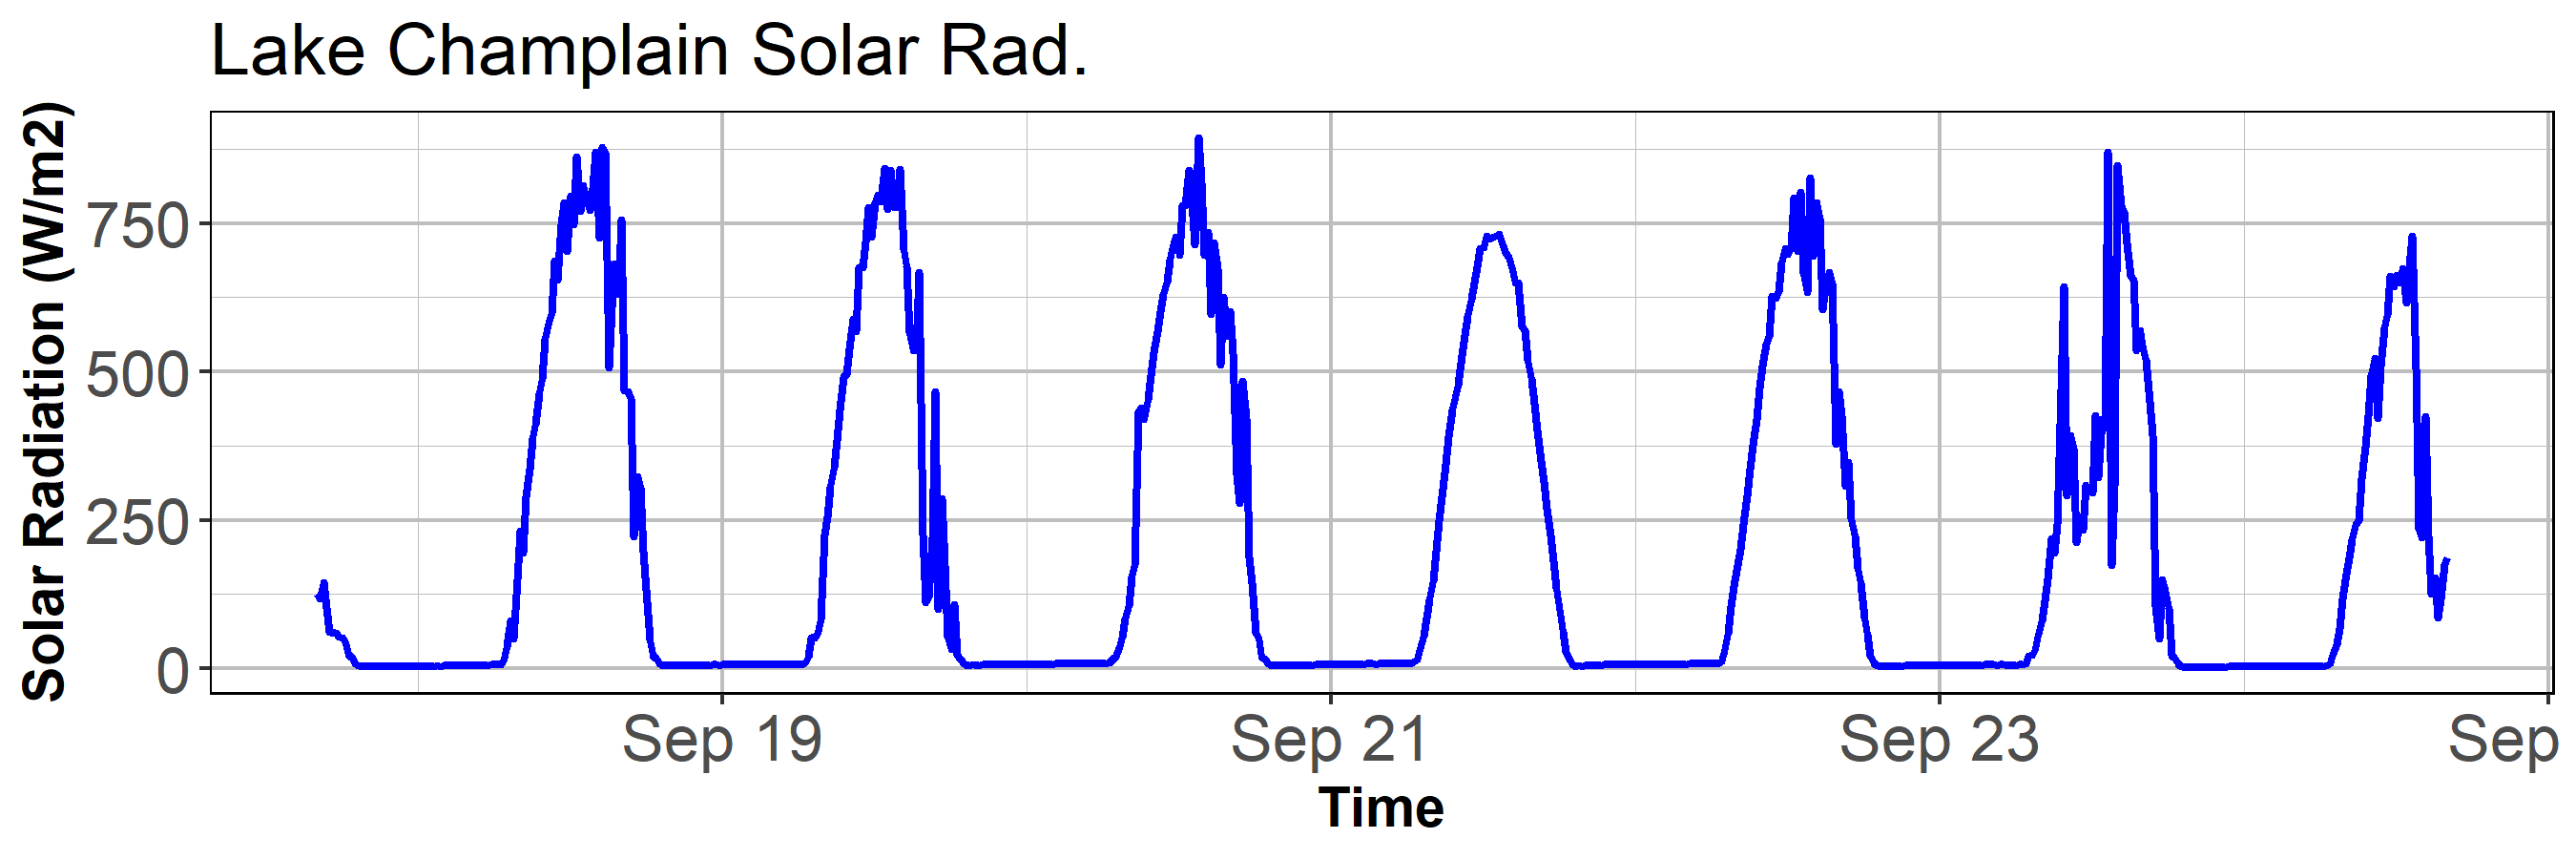 Lake Champlain Solar Rad.
Solar Radiation (W/m2)
750
500
250
0
Sep 19 Sep 21 Sep 23 Sep
Time